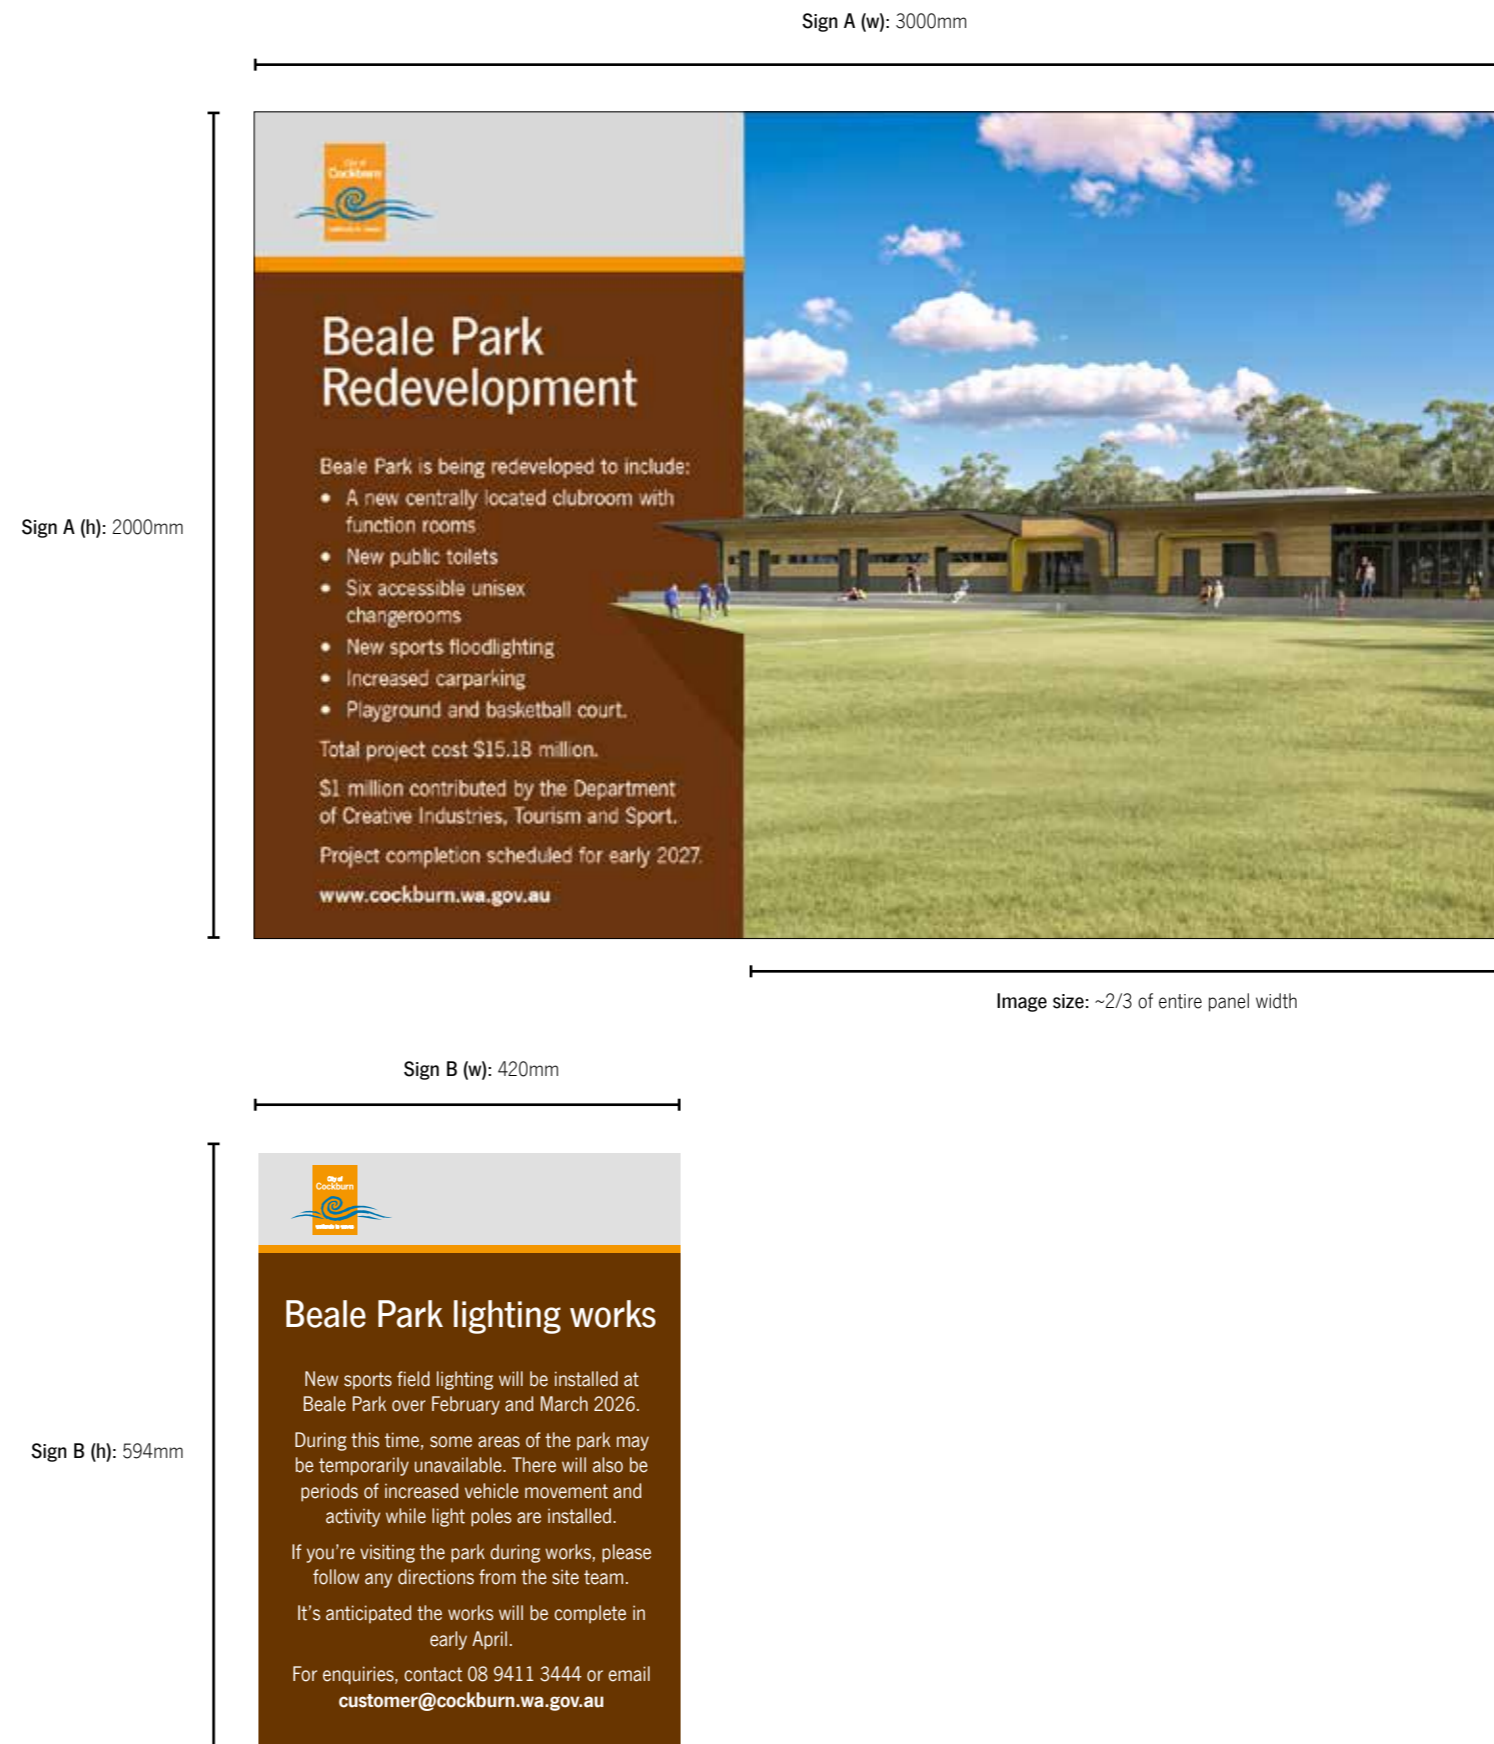 Sign A (w): 3000mm
City of
Cockburn
Beale Park
Redevelopment
Beale Park is being redeveloped to include:
• A new centrally located clubroom with
function rooms
• New public toilets
• Six accessible unisex
changerooms
• New sports floodlighting
• Increased carparking
• Playground and basketball court.
Total project cost $15.18 million.
$1 million contributed by the Department
of Creative Industries, Tourism and Sport.
Project completion scheduled for early 2027.
www.cockburn.wa.gov.au
Sign A (h): 2000mm
Image size: ~2/3 of entire panel width
Sign B (w): 420mm
City of
Cockburn
Beale Park lighting works
New sports field lighting will be installed at
Beale Park over February and March 2026.
During this time, some areas of the park may
be temporarily unavailable. There will also be
periods of increased vehicle movement and
activity while light poles are installed.
If you’re visiting the park during works, please
follow any directions from the site team.
It’s anticipated the works will be complete in
early April.
For enquiries, contact 08 9411 3444 or email
customer@cockburn.wa.gov.au
Sign B (h): 594mm